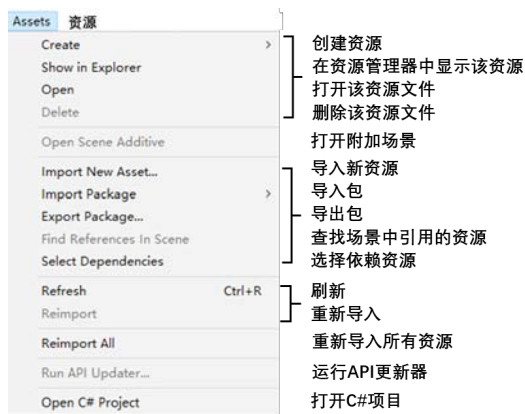 Assets 资源
Create > 创建资源
Show in Explorer 在资源管理器中显示该资源
Open 打开该资源文件
Delete 删除该资源文件
Open Scene Additive 打开附加场景
Import New Asset... 导入新资源
Import Package > 导入包
Export Package... 导出包
Find References In Scene 查找场景中引用的资源
Select Dependencies 选择依赖资源
Refresh Ctrl+R 刷新
Reimport 重新导入
Reimport All 重新导入所有资源
Run API Updater... 运行API更新器
Open C# Project 打开C#项目